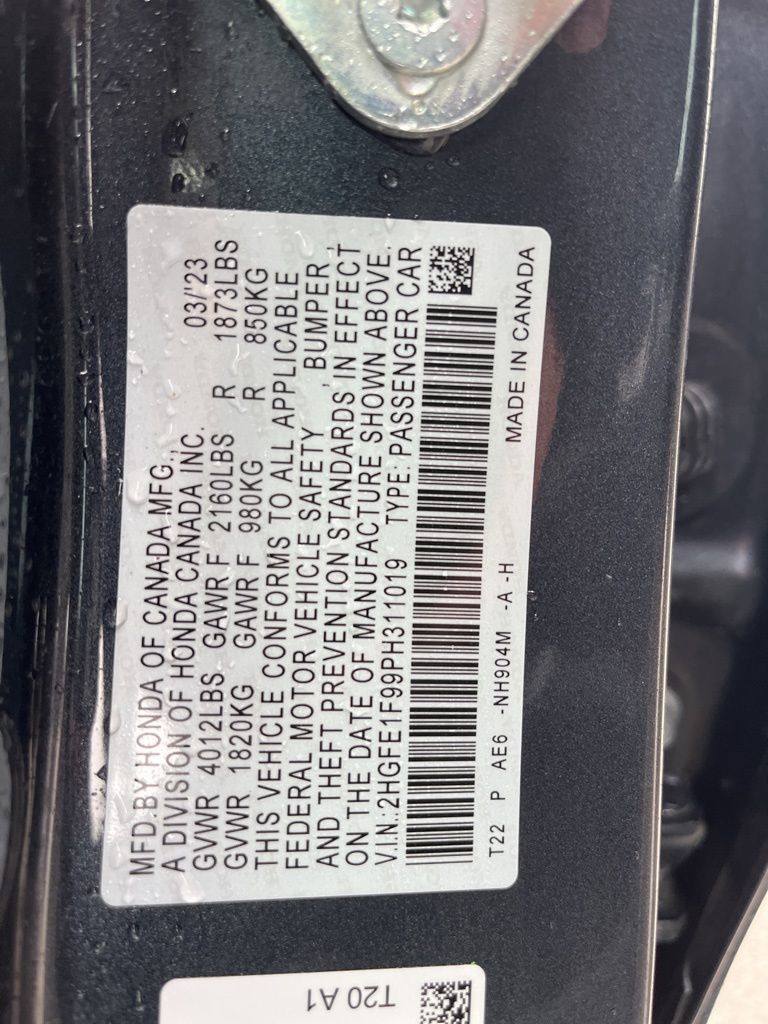 MFD.BY HONDA OF CANADA MFG.,
A DIVISION OF HONDA CANADA INC. 03/'23
GVWR 4012LBS GAWR F 2160LBS R 1873LBS
GVWR 1820KG GAWR F 980KG R 850KG
THIS VEHICLE CONFORMS TO ALL APPLICABLE
FEDERAL MOTOR VEHICLE SAFETY, BUMPER,
AND THEFT PREVENTION STANDARDS, IN EFFECT
ON THE DATE OF MANUFACTURE SHOWN ABOVE.
V.I.N.:2HGFE1F99PH311019 TYPE: PASSENGER CAR
T22 P AE6 -NH904M -A -H MADE IN CANADA
T20 A1